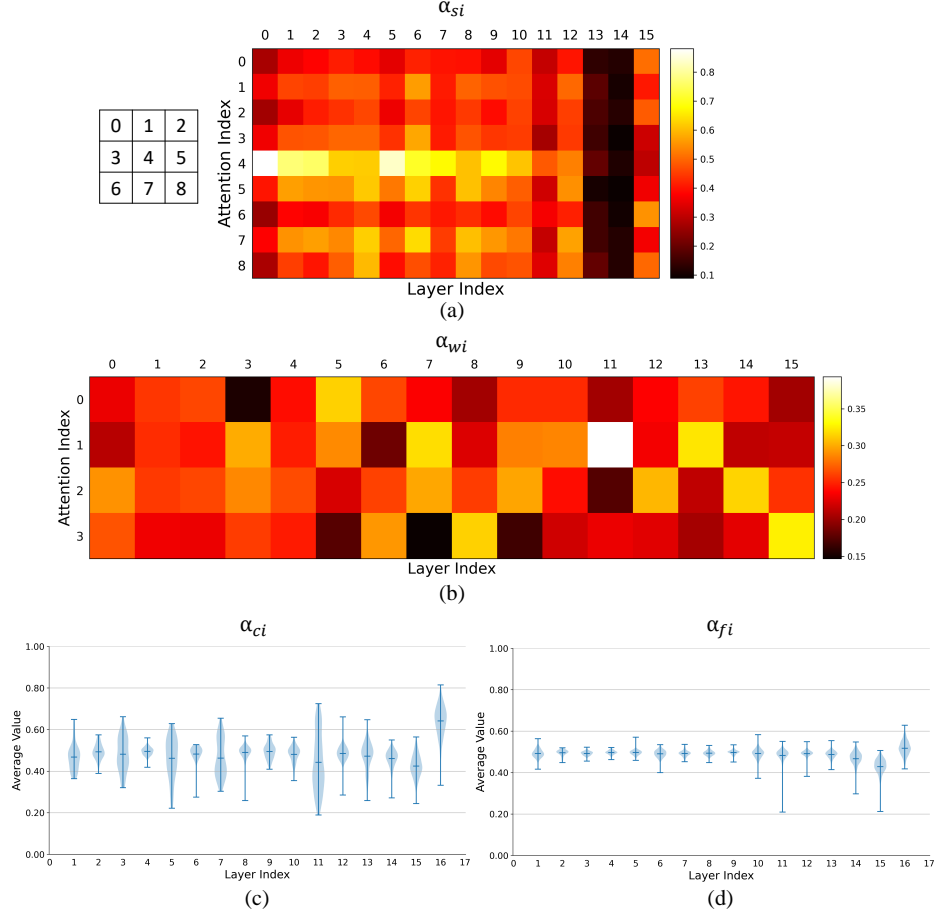 α_si
0 1 2 3 4 5 6 7 8 9 10 11 12 13 14 15
0 1 2
3 4 5
6 7 8
Attention Index
0
1
2
3
4
5
6
7
8
0.8
0.7
0.6
0.5
0.4
0.3
0.2
0.1
Layer Index
(a)
α_wi
0 1 2 3 4 5 6 7 8 9 10 11 12 13 14 15
Attention Index
0
1
2
3
0.35
0.30
0.25
0.20
0.15
Layer Index
(b)
α_ci
Average Value
1.00
0.80
0.60
0.40
0.20
0.00
0 1 2 3 4 5 6 7 8 9 10 11 12 13 14 15 16 17
Layer Index
(c)
α_fi
Average Value
1.00
0.80
0.60
0.40
0.20
0.00
0 1 2 3 4 5 6 7 8 9 10 11 12 13 14 15 16 17
Layer Index
(d)